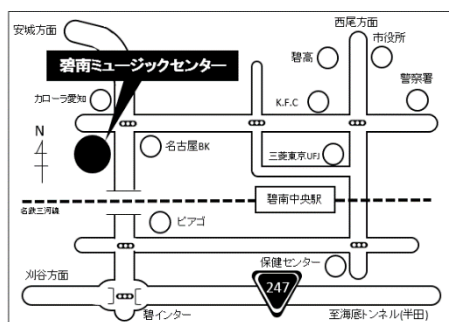 安城方面
西尾方面
市役所
碧高
碧南ミュージックセンター
警察署
カローラ愛知
K.F.C
N
名古屋BK
三菱東京UFJ
碧南中央駅
名鉄三河線
ピアゴ
保健センター
刈谷方面
247
碧インター
至海底トンネル(半田)